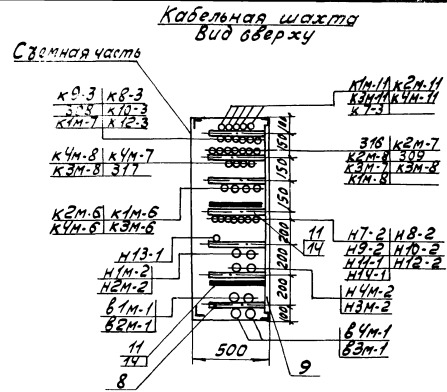 Кабельная шахта
Вид сверху
Съемная часть
к9-3 к8-3
308 к10-3
к1м-7 к12-3
к1м-11 к2м-11
к3м-11 к4м-11
к7-3
к4м-8 к4м-7
к3м-8 317
316 к2м-7
к2м-8 309
к3м-7 к3м-8
к1м-8
к2м-6 к1м-6
к4м-6 к3м-6
100
150
150
150
200
200
200
100
н7-2 н8-2
н9-2 н10-2
н11-1 н12-2
н14-1
11
14
н13-1
н1м-2
н2м-2
н4м-2
н3м-2
в1м-1
в2м-1
в4м-1
в3м-1
11
14
8
500
9